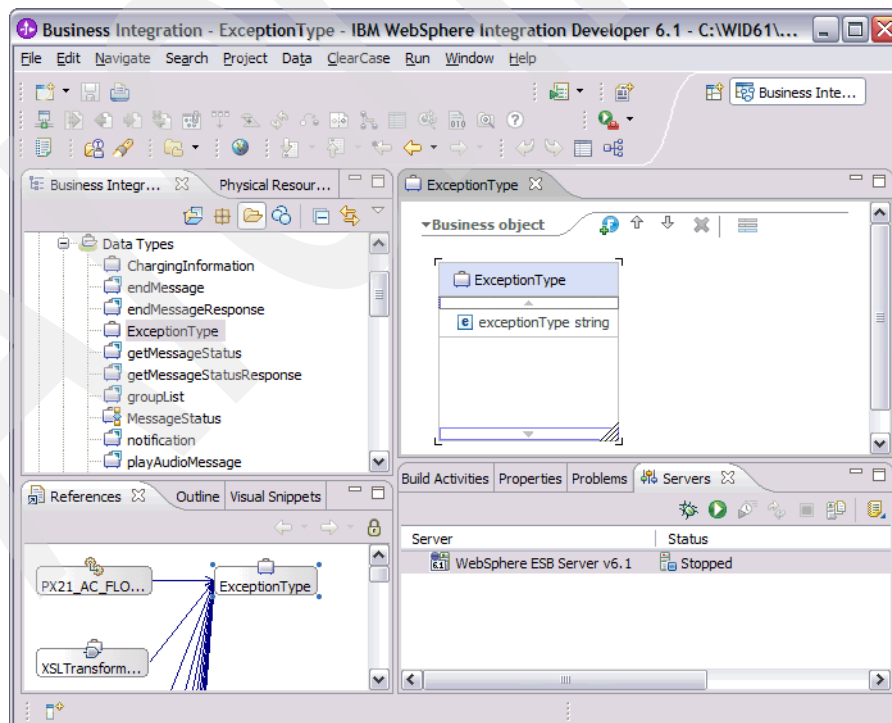 Business Integration - ExceptionType - IBM WebSphere Integration Developer 6.1 - C:\WID61\...
File Edit Navigate Search Project Data ClearCase Run Window Help
Business Inte...
Business Integr... Physical Resour...
Data Types
ChargingInformation
endMessage
endMessageResponse
ExceptionType
getMessageStatus
getMessageStatusResponse
groupList
MessageStatus
notification
playAudioMessage
ExceptionType
Business object
ExceptionType
e exceptionType string
References Outline Visual Snippets
PX21_AC_FLO...
ExceptionType
XSLTransform...
Build Activities Properties Problems Servers
Server Status
6.1 WebSphere ESB Server v6.1 Stopped